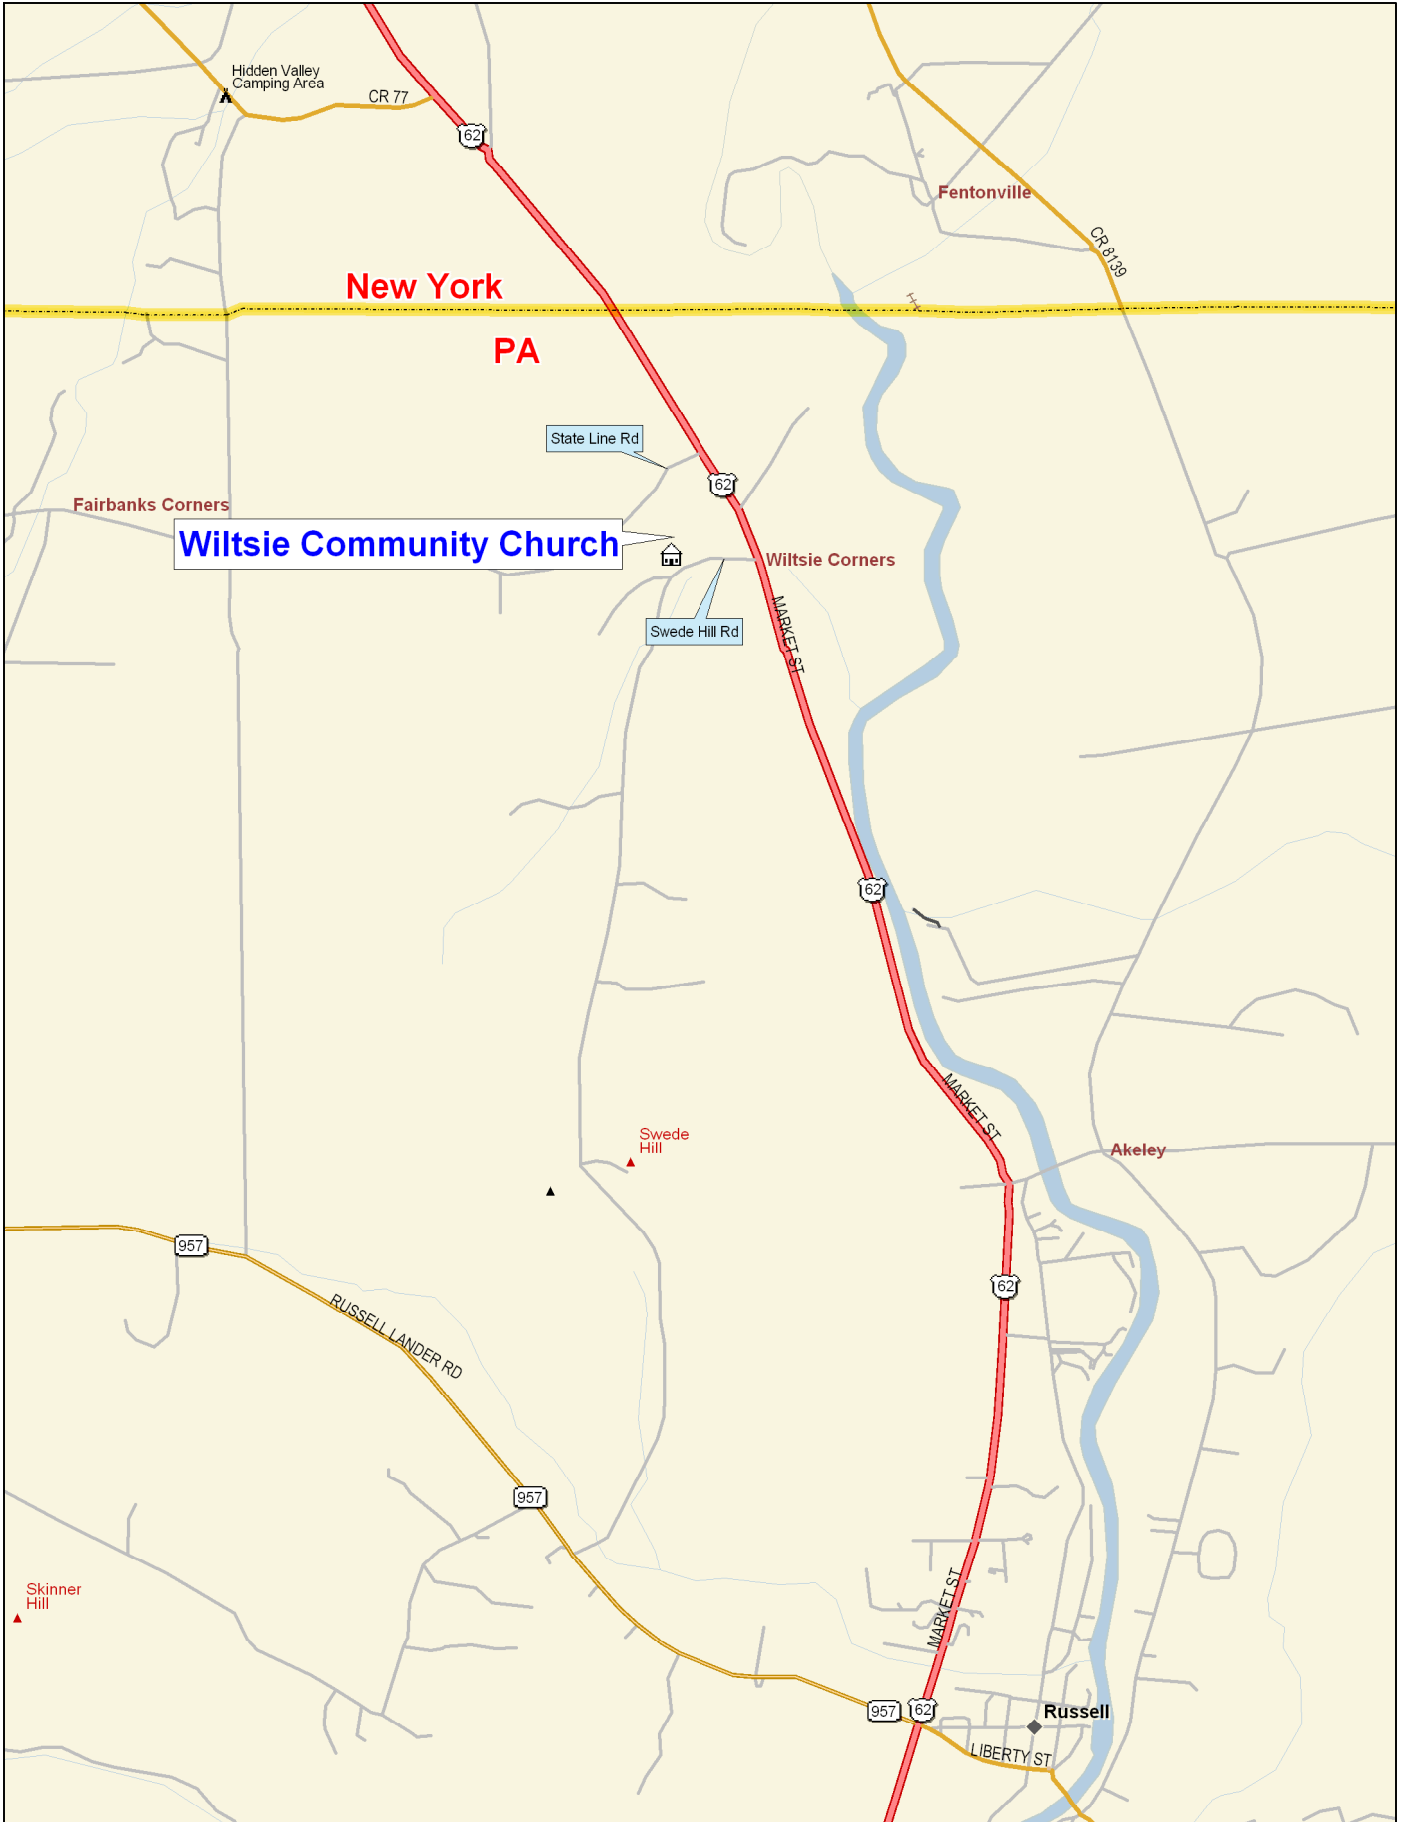 Hidden Valley
Camping Area
CR 77
62
Fentonville
CR 8139
New York
PA
State Line Rd
62
Fairbanks Corners
Wiltsie Community Church
Wiltsie Corners
MARKET ST
Swede Hill Rd
62
MARKET ST
Swede
Hill
Akeley
957
62
RUSSELL LANDER RD
957
Skinner
Hill
MARKET ST
957
62
Russell
LIBERTY ST